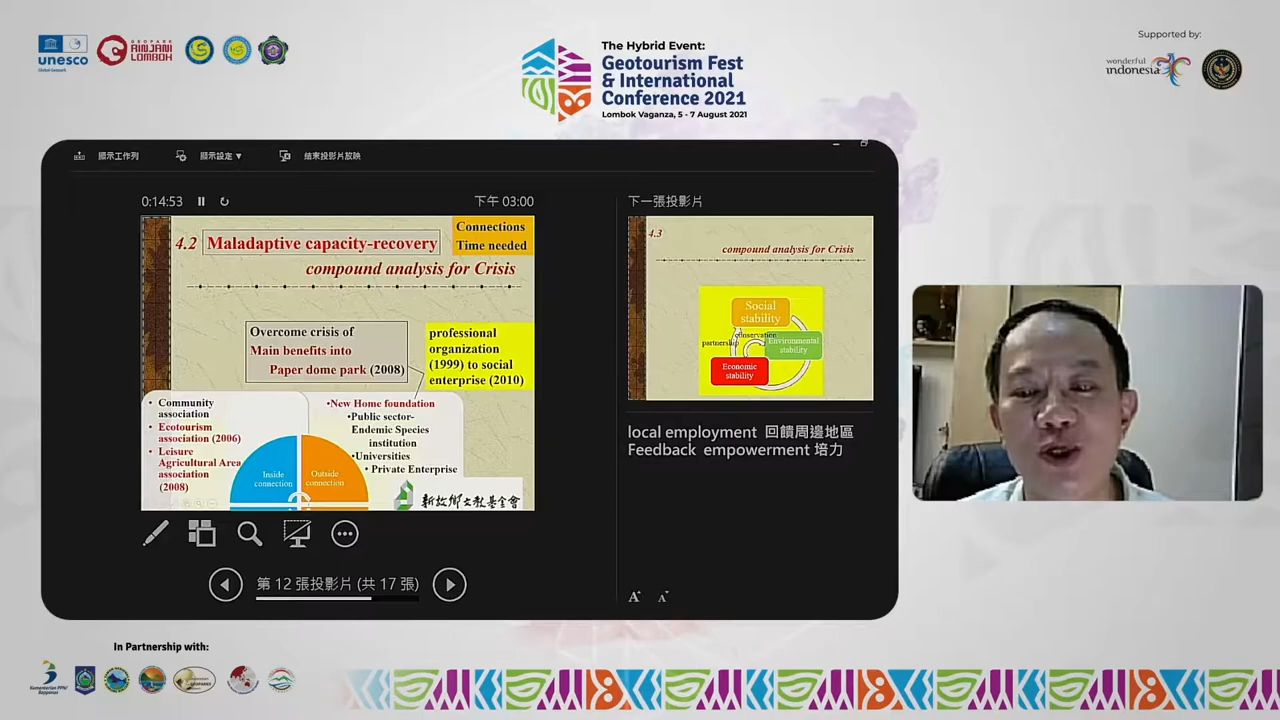 unesco
Global Geopark
GEOPARK
RINJANI
LOMBOK
The Hybrid Event:
Geotourism Fest
& International
Conference 2021
Lombok Vaganza, 5 - 7 August 2021
Supported by:
wonderful
indonesia
顯示工作列
顯示設定 ▼
結束投影片放映
0:14:53
下午 03:00
4.2 Maladaptive capacity-recovery
compound analysis for Crisis
Connections
Time needed
Overcome crisis of
Main benefits into
Paper dome park (2008)
professional
organization
(1999) to social
enterprise (2010)
• Community
association
• Ecotourism
association (2006)
• Leisure
Agricultural Area
association
(2008)
•New Home foundation
•Public sector-
Endemic Species
institution
•Universities
• Private Enterprise
Inside
connection
Outside
connection
新故鄉文教基金會
第 12 張投影片 (共 17 張)
下一張投影片
4.3
compound analysis for Crisis
Social
stability
conservation
partnership
Environmental
stability
Economic
stability
local employment 回饋周邊地區
Feedback empowerment 培力
A
A
In Partnership with:
Kementerian PPN/
Bappenas